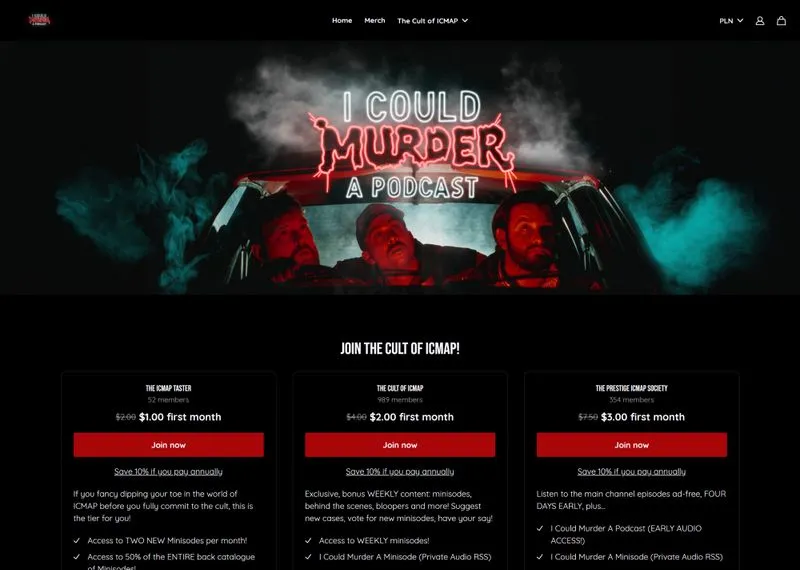 I COULD
MURDER
A PODCAST
Home
Merch
The Cult of ICMAP
PLN
I COULD
MURDER
A PODCAST
JOIN THE CULT OF ICMAP!
THE ICMAP TASTER
52 members
$2.00 $1.00 first month
Join now
Save 10% if you pay annually
If you fancy dipping your toe in the world of
ICMAP before you fully commit to the cult, this is
the tier for you!
Access to TWO NEW Minisodes per month!
Access to 50% of the ENTIRE back catalogue
of Minisodes!
THE CULT OF ICMAP
989 members
$4.00 $2.00 first month
Join now
Save 10% if you pay annually
Exclusive, bonus WEEKLY content: minisodes,
behind the scenes, bloopers and more! Suggest
new cases, vote for new minisodes, have your say!
Access to WEEKLY minisodes!
I Could Murder A Minisode (Private Audio RSS)
THE PRESTIGE ICMAP SOCIETY
354 members
$7.50 $3.00 first month
Join now
Save 10% if you pay annually
Listen to the main channel episodes ad-free, FOUR
DAYS EARLY, plus...
I Could Murder A Podcast (EARLY AUDIO
ACCESS!)
I Could Murder A Minisode (Private Audio RSS)